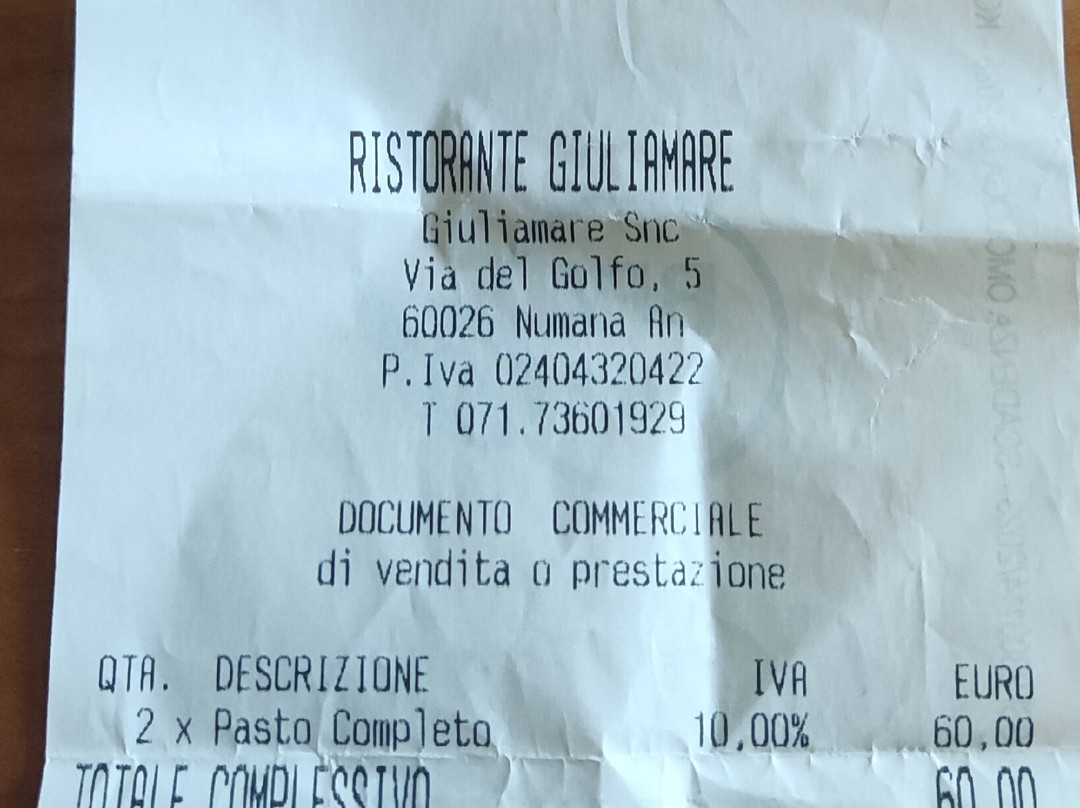 RISTORANTE GIULIAMARE
Giuliamare Snc
Via del Golfo, 5
60026 Numana An
P.Iva 02404320422
T 071.73601929
DOCUMENTO COMMERCIALE
di vendita o prestazione
QTA. DESCRIZIONE IVA EURO
2 x Pasto Completo 10,00% 60,00
TOTALE COMPLESSIVO 60,00